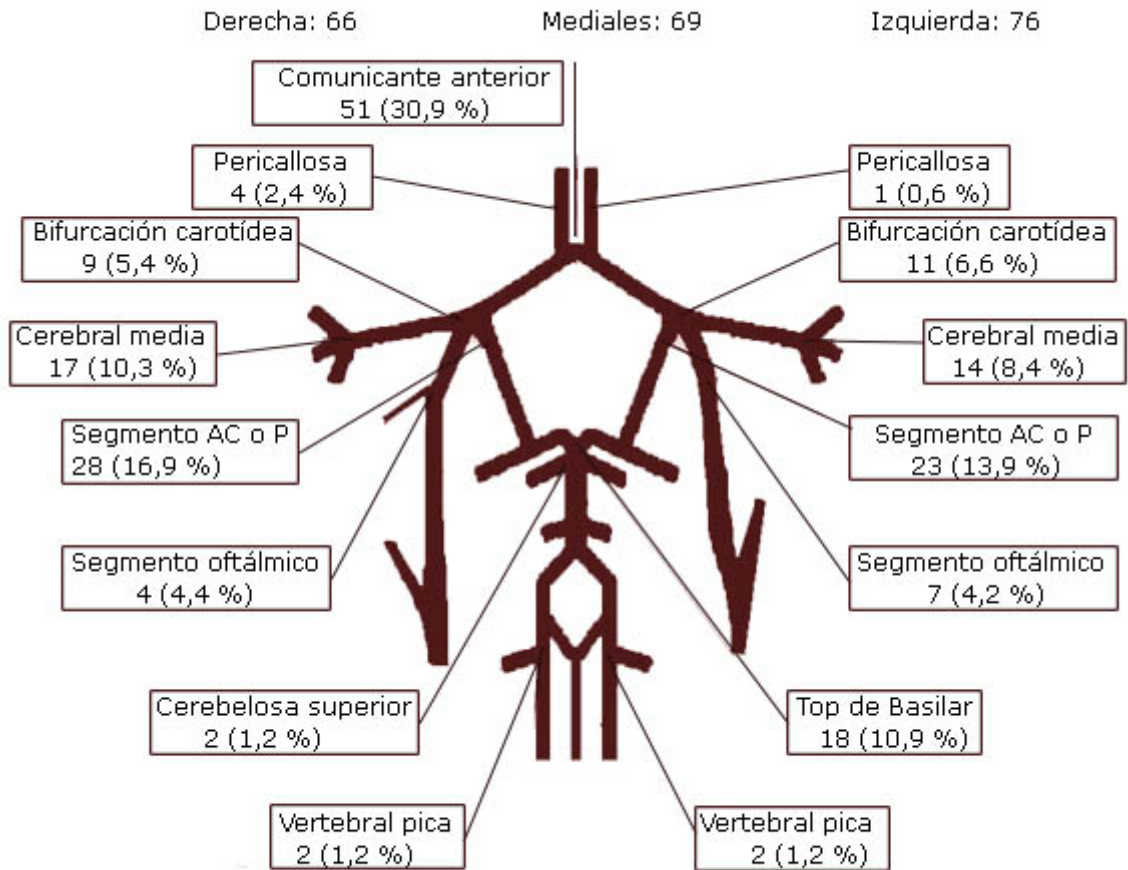 Derecha: 66
Mediales: 69
Izquierda: 76
Comunicante anterior
51 (30,9 %)
Pericallosa
4 (2,4 %)
Pericallosa
1 (0,6 %)
Bifurcación carotídea
9 (5,4 %)
Bifurcación carotídea
11 (6,6 %)
Cerebral media
17 (10,3 %)
Cerebral media
14 (8,4 %)
Segmento AC o P
28 (16,9 %)
Segmento AC o P
23 (13,9 %)
Segmento oftálmico
4 (4,4 %)
Segmento oftálmico
7 (4,2 %)
Cerebelosa superior
2 (1,2 %)
Top de Basilar
18 (10,9 %)
Vertebral pica
2 (1,2 %)
Vertebral pica
2 (1,2 %)